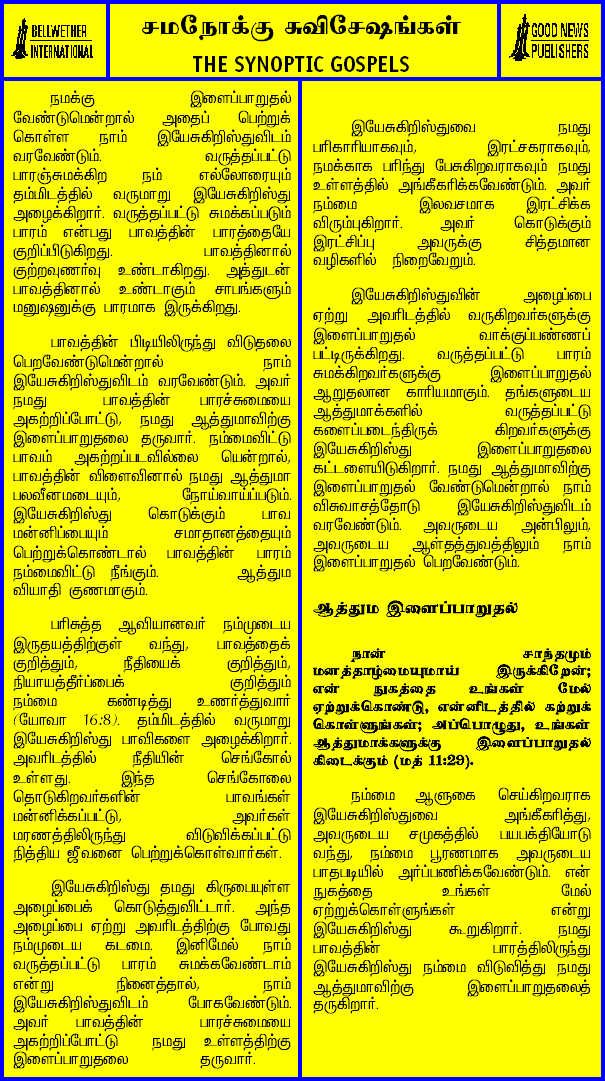 BELLWETHER
INTERNATIONAL
சமநோக்கு சுவிசேஷங்கள்
THE SYNOPTIC GOSPELS
GOOD NEWS
PUBLISHERS
நமக்கு இளைப்பாறுதல்
வேண்டுமென்றால் அதைப் பெற்றுக்
கொள்ள நாம் இயேசுகிறிஸ்துவிடம்
வரவேண்டும். வருத்தப்பட்டு
பாரஞ்சுமக்கிற நம் எல்லோரையும்
தம்மிடத்தில் வருமாறு இயேசுகிறிஸ்து
அழைக்கிறார். வருத்தப்பட்டு சுமக்கப்படும்
பாரம் என்பது பாவத்தின் பாரத்தையே
குறிப்பிடுகிறது. பாவத்தினால்
குற்றவுணர்வு உண்டாகிறது. அத்துடன்
பாவத்தினால் உண்டாகும் சாபங்களும்
மனுஷனுக்கு பாரமாக இருக்கிறது.
பாவத்தின் பிடியிலிருந்து விடுதலை
பெறவேண்டுமென்றால் நாம்
இயேசுகிறிஸ்துவிடம் வரவேண்டும். அவர்
நமது பாவத்தின் பாரச்சுமையை
அகற்றிப்போட்டு, நமது ஆத்துமாவிற்கு
இளைப்பாறுதலை தருவார். நம்மைவிட்டு
பாவம் அகற்றப்படவில்லை யென்றால்,
பாவத்தின் விளைவினால் நமது ஆத்துமா
பலவீனமடையும், நோய்வாய்ப்படும்.
இயேசுகிறிஸ்து கொடுக்கும் பாவ
மன்னிப்பையும் சமாதானத்தையும்
பெற்றுக்கொண்டால் பாவத்தின் பாரம்
நம்மைவிட்டு நீங்கும். ஆத்தும
வியாதி குணமாகும்.
பரிசுத்த ஆவியானவர் நம்முடைய
இருதயத்திற்குள் வந்து, பாவத்தைக்
குறித்தும், நீதியைக் குறித்தும்,
நியாயத்தீர்ப்பைக் குறித்தும்
நம்மை கண்டித்து உணர்த்துவார்
(யோவா 16:8). தம்மிடத்தில் வருமாறு
இயேசுகிறிஸ்து பாவிகளை அழைக்கிறார்.
அவரிடத்தில் நீதியின் செங்கோல்
உள்ளது. இந்த செங்கோலை
தொடுகிறவர்களின் பாவங்கள்
மன்னிக்கப்பட்டு, அவர்கள்
மரணத்திலிருந்து விடுவிக்கப்பட்டு
நித்திய ஜீவனை பெற்றுக்கொள்வார்கள்.
இயேசுகிறிஸ்து தமது கிருபையுள்ள
அழைப்பைக் கொடுத்துவிட்டார். அந்த
அழைப்பை ஏற்று அவரிடத்திற்கு போவது
நம்முடைய கடமை. இனிமேல் நாம்
வருத்தப்பட்டு பாரம் சுமக்கவேண்டாம்
என்று நினைத்தால், நாம்
இயேசுகிறிஸ்துவிடம் போகவேண்டும்.
அவர் பாவத்தின் பாரச்சுமையை
அகற்றிப்போட்டு நமது உள்ளத்திற்கு
இளைப்பாறுதலை தருவார்.
இயேசுகிறிஸ்துவை நமது
பரிகாரியாகவும், இரட்சகராகவும்,
நமக்காக பரிந்து பேசுகிறவராகவும் நமது
உள்ளத்தில் அங்கீகரிக்கவேண்டும். அவர்
நம்மை இலவசமாக இரட்சிக்க
விரும்புகிறார். அவர் கொடுக்கும்
இரட்சிப்பு அவருக்கு சித்தமான
வழிகளில் நிறைவேறும்.
இயேசுகிறிஸ்துவின் அழைப்பை
ஏற்று அவரிடத்தில் வருகிறவர்களுக்கு
இளைப்பாறுதல் வாக்குப்பண்ணப்
பட்டிருக்கிறது. வருத்தப்பட்டு பாரம்
சுமக்கிறவர்களுக்கு இளைப்பாறுதல்
ஆறுதலான காரியமாகும். தங்களுடைய
ஆத்துமாக்களில் வருத்தப்பட்டு
களைப்படைந்திருக் கிறவர்களுக்கு
இயேசுகிறிஸ்து இளைப்பாறுதலை
கட்டளையிடுகிறார். நமது ஆத்துமாவிற்கு
இளைப்பாறுதல் வேண்டுமென்றால் நாம்
விசுவாசத்தோடு இயேசுகிறிஸ்துவிடம்
வரவேண்டும். அவருடைய அன்பிலும்,
அவருடைய ஆள்தத்துவத்திலும் நாம்
இளைப்பாறுதல் பெறவேண்டும்.
ஆத்தும இளைப்பாறுதல்
நான் சாந்தமும்
மனத்தாழ்மையுமாய் இருக்கிறேன்;
என் நுகத்தை உங்கள் மேல்
ஏற்றுக்கொண்டு, என்னிடத்தில் கற்றுக்
கொள்ளுங்கள்; அப்பொழுது, உங்கள்
ஆத்துமாக்களுக்கு இளைப்பாறுதல்
கிடைக்கும் (மத் 11:29).
நம்மை ஆளுகை செய்கிறவராக
இயேசுகிறிஸ்துவை அங்கீகரித்து,
அவருடைய சமுகத்தில் பயபக்தியோடு
வந்து, நம்மை பூரணமாக அவருடைய
பாதபடியில் அர்ப்பணிக்கவேண்டும். என்
நுகத்தை உங்கள் மேல்
ஏற்றுக்கொள்ளுங்கள் என்று
இயேசுகிறிஸ்து கூறுகிறார். நமது
பாவத்தின் பாரத்திலிருந்து
இயேசுகிறிஸ்து நம்மை விடுவித்து நமது
ஆத்துமாவிற்கு இளைப்பாறுதலைத்
தருகிறார்.